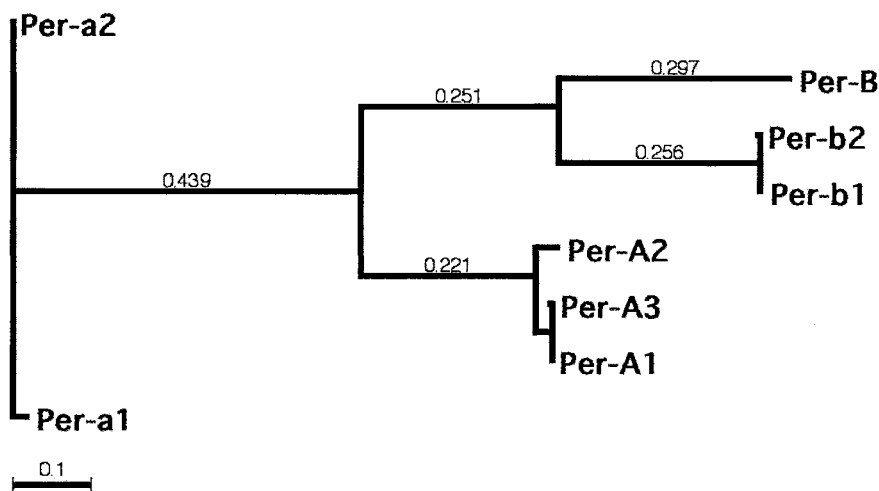 Per-a2
0.297
Per-B
0.251
Per-b2
0.256
Per-b1
0.439
Per-A2
0.221
Per-A3
Per-A1
Per-a1
0.1